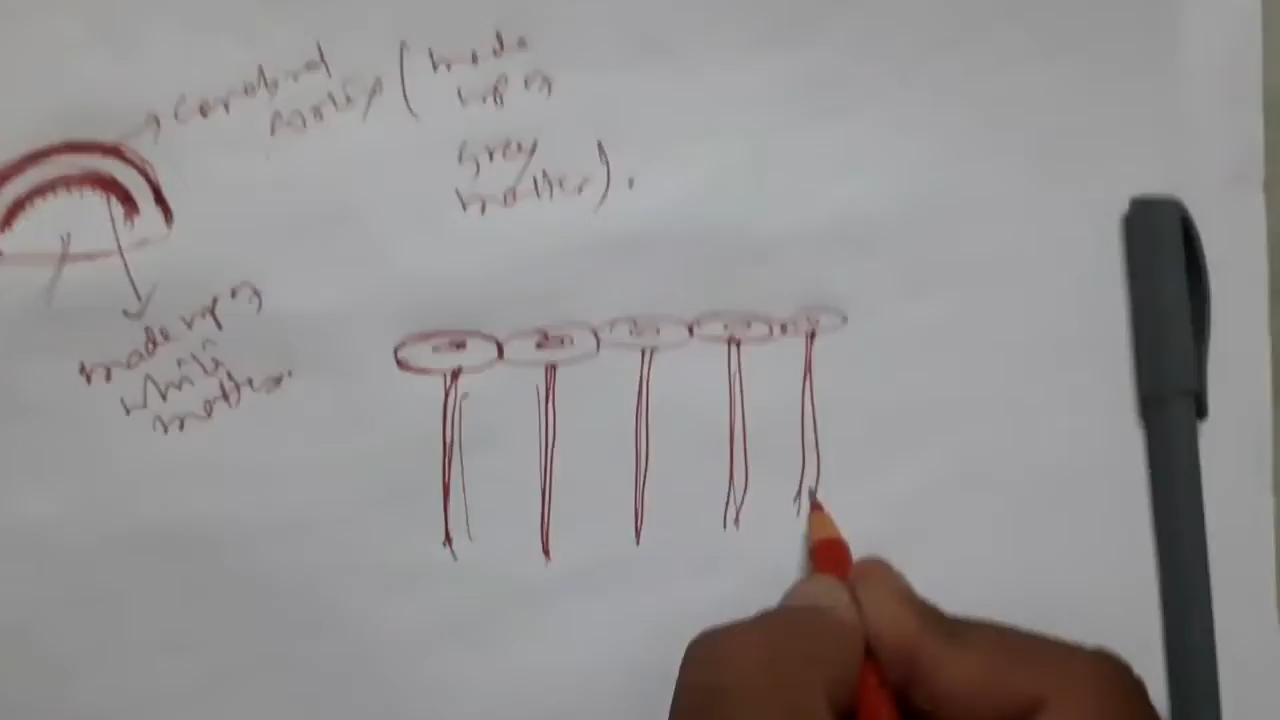 cerebral
cortex (made
up of
grey
matter).
made up of
white
matter.